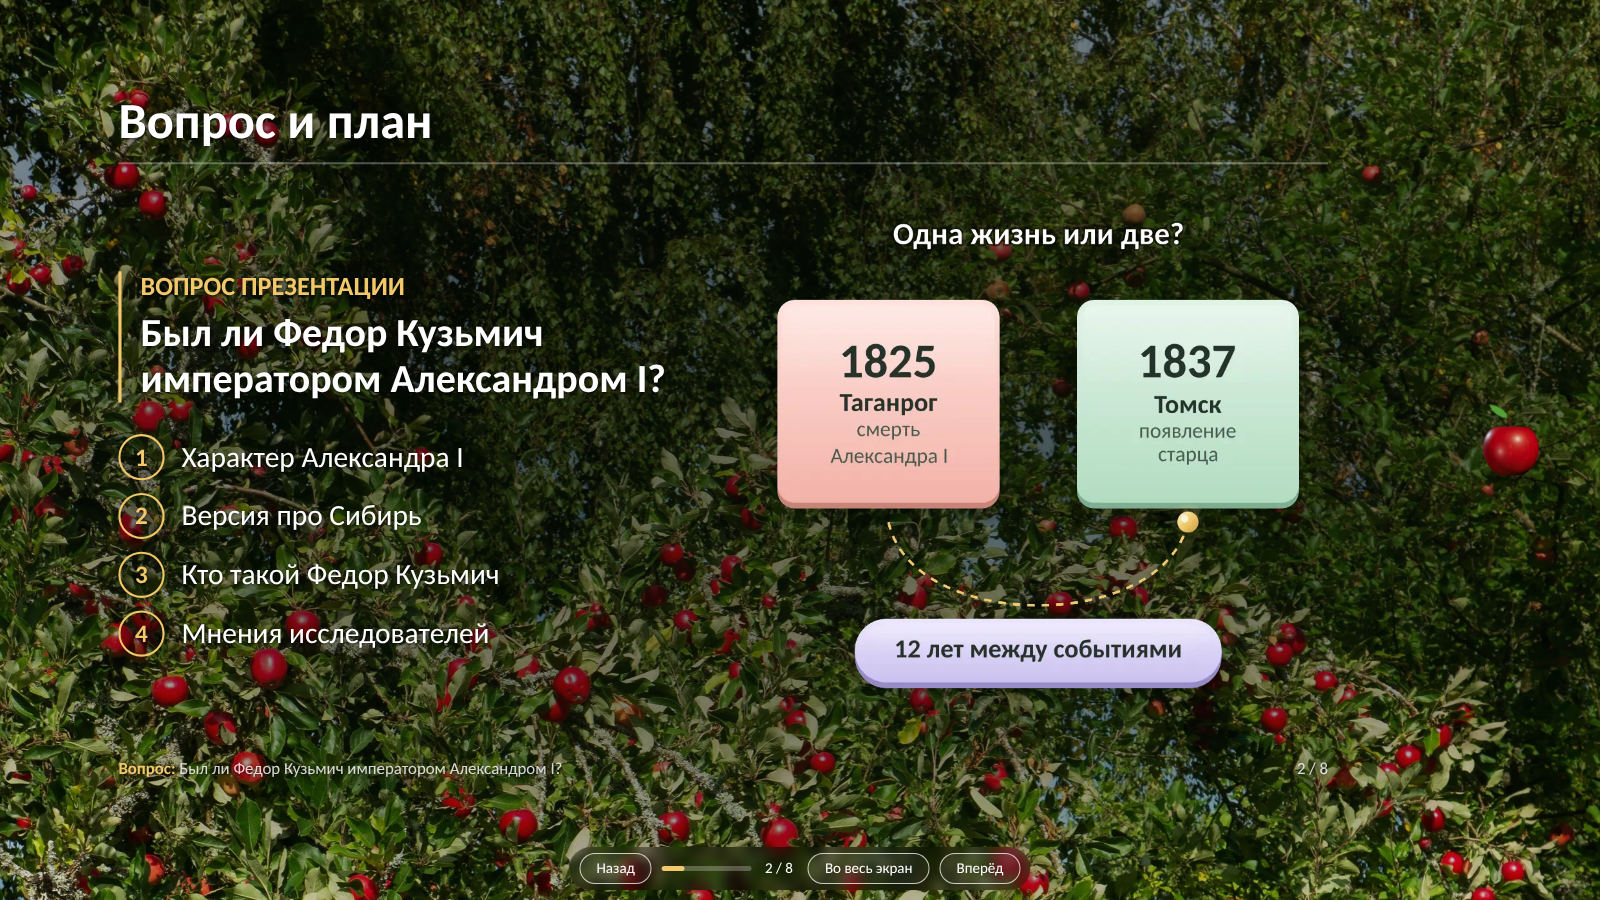 Вопрос и план
ВОПРОС ПРЕЗЕНТАЦИИ
Был ли Федор Кузьмич
императором Александром I?
1 Характер Александра I
2 Версия про Сибирь
3 Кто такой Федор Кузьмич
4 Мнения исследователей
Одна жизнь или две?
1825
Таганрог
смерть
Александра I
1837
Томск
появление
старца
12 лет между событиями
Вопрос: Был ли Федор Кузьмич императором Александром I?
2 / 8
Назад
2 / 8
Во весь экран
Вперёд